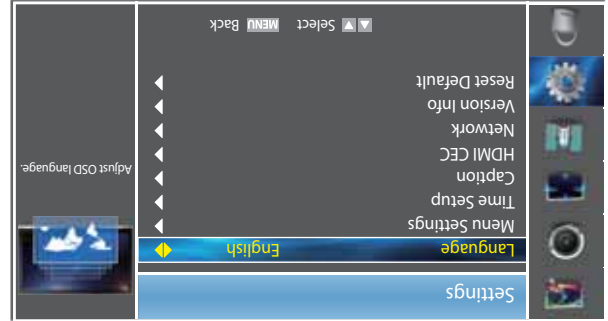 Settings
Language English
Menu Settings
Time Setup
Caption
HDMI CEC
Network
Version Info
Reset Default
Select MENU Back
Adjust OSD language.